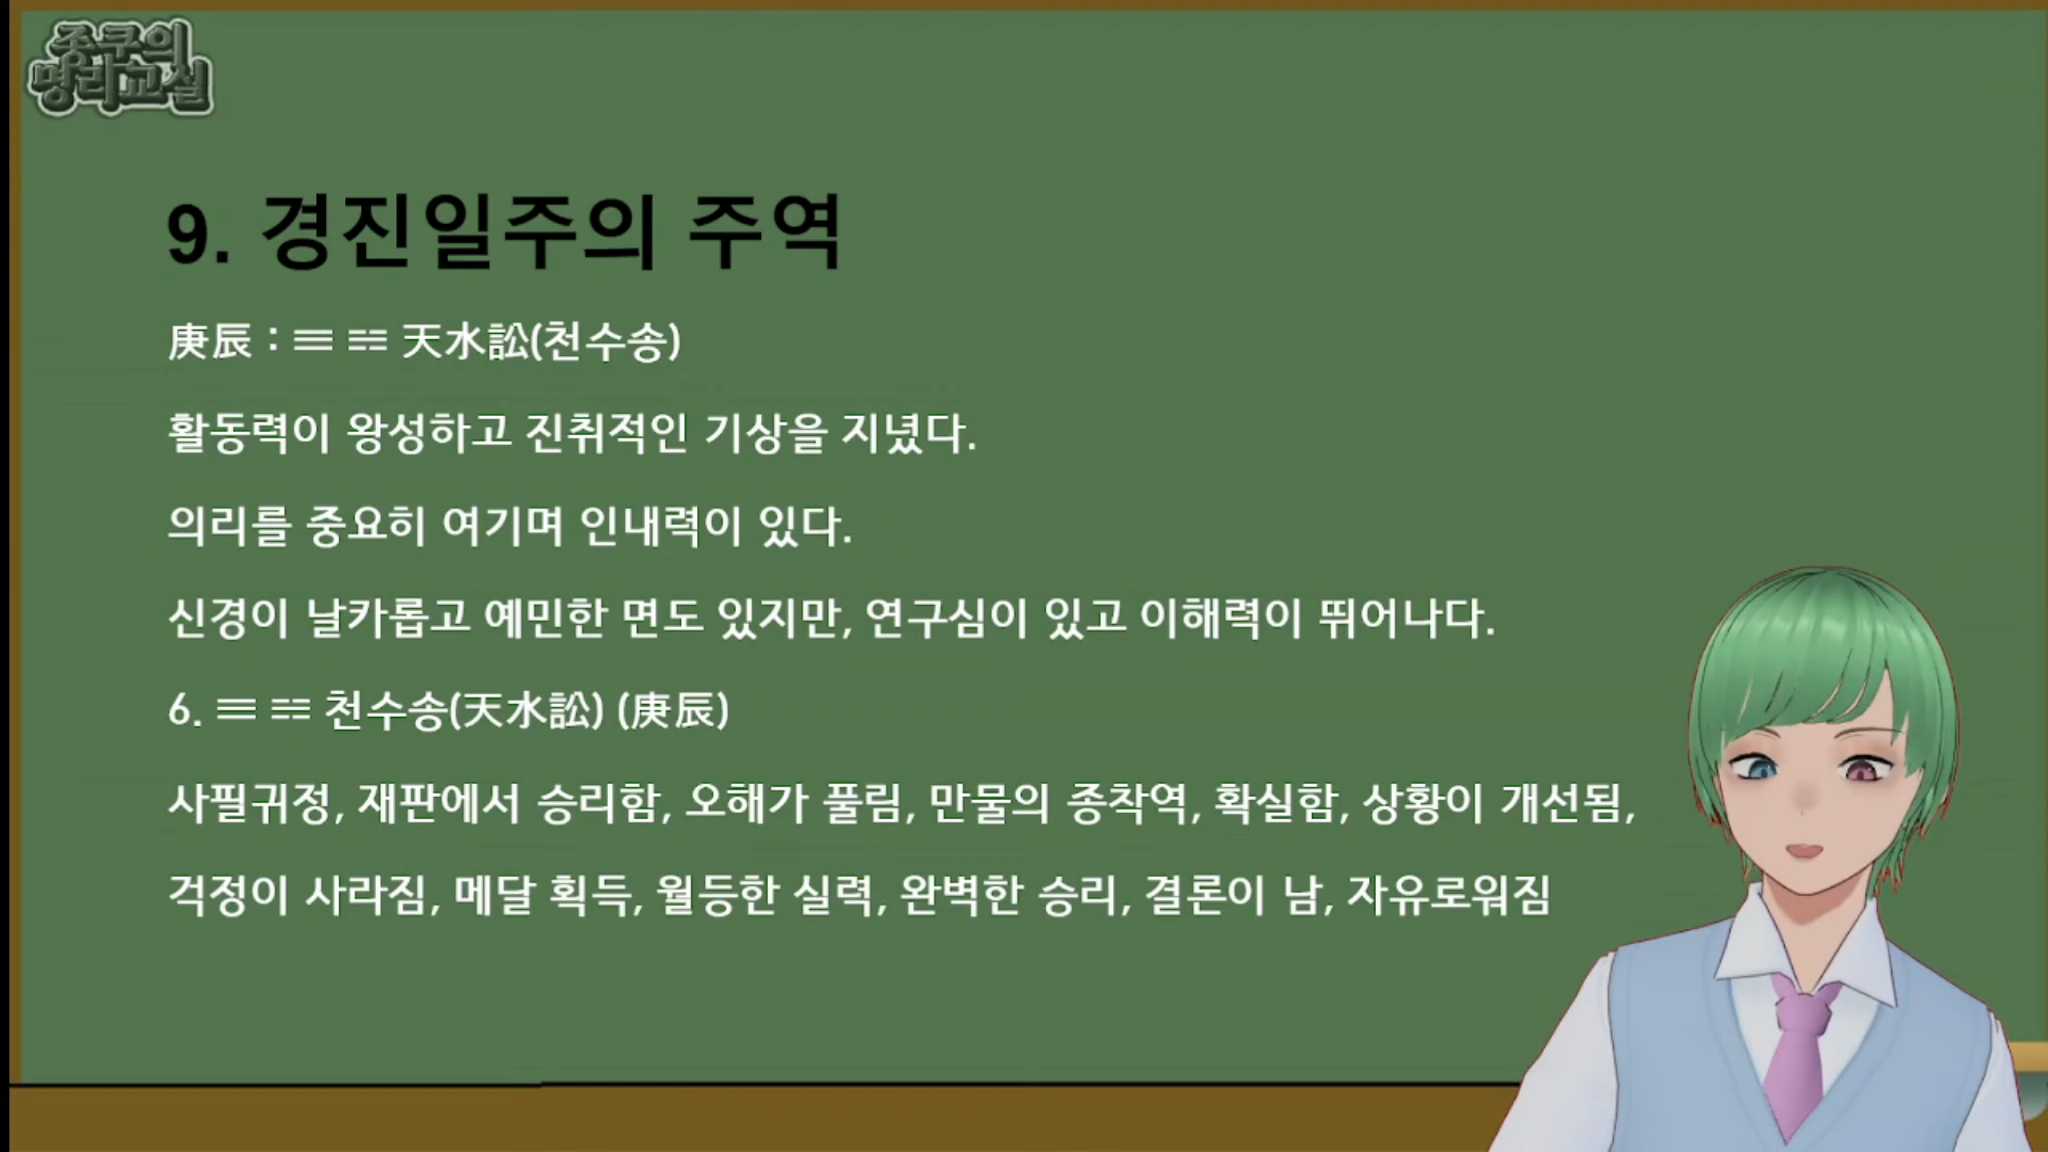 종쿠의
명리교실
9. 경진일주의 주역
庚辰 : ☰ ☵ 天水訟(천수송)
활동력이 왕성하고 진취적인 기상을 지녔다.
의리를 중요히 여기며 인내력이 있다.
신경이 날카롭고 예민한 면도 있지만, 연구심이 있고 이해력이 뛰어나다.
6. ☰ ☵ 천수송(天水訟) (庚辰)
사필귀정, 재판에서 승리함, 오해가 풀림, 만물의 종착역, 확실함, 상황이 개선됨,
걱정이 사라짐, 메달 획득, 월등한 실력, 완벽한 승리, 결론이 남, 자유로워짐